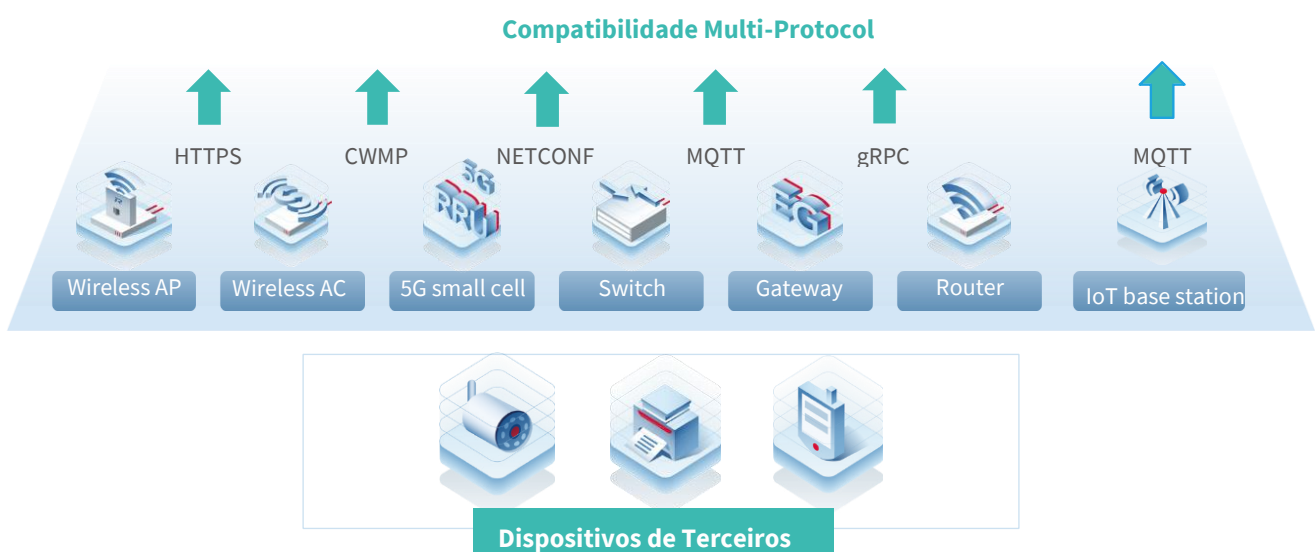 Compatibilidade Multi-Protocol
HTTPS CWMP NETCONF MQTT gRPC MQTT
5G
RRU
EG
Wireless AP Wireless AC 5G small cell Switch Gateway Router IoT base station
Dispositivos de Terceiros